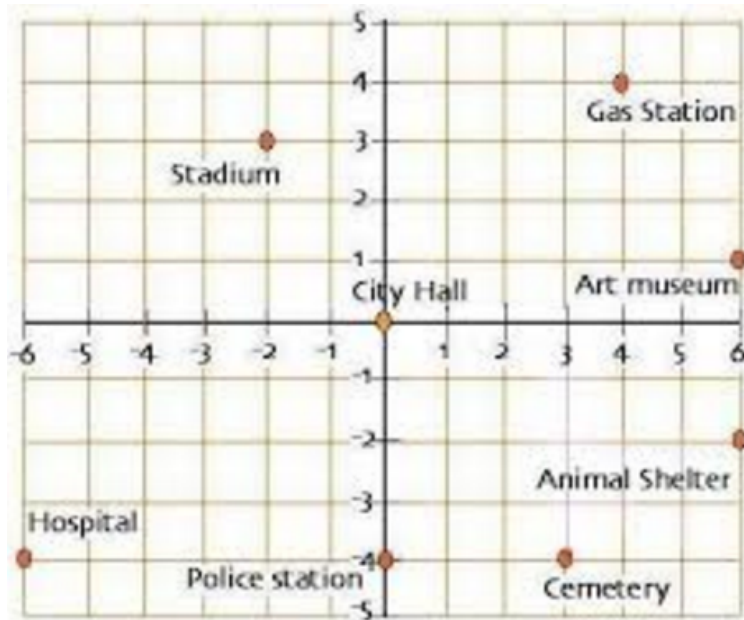 5
4
Gas Station
3
Stadium
2
1
City Hall
Art museum
-6 -5 -4 -3 -2 -1 1 2 3 4 5 6
-1
-2
Animal Shelter
-3
Hospital
-4
Police station
Cemetery
-5